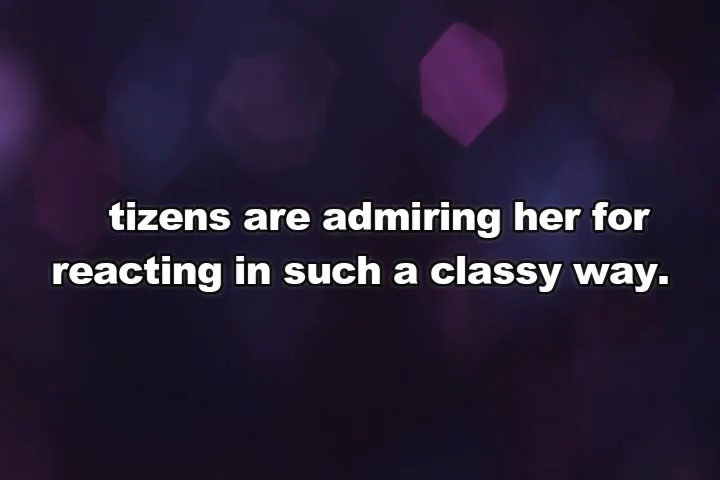 tizens are admiring her for
reacting in such a classy way.